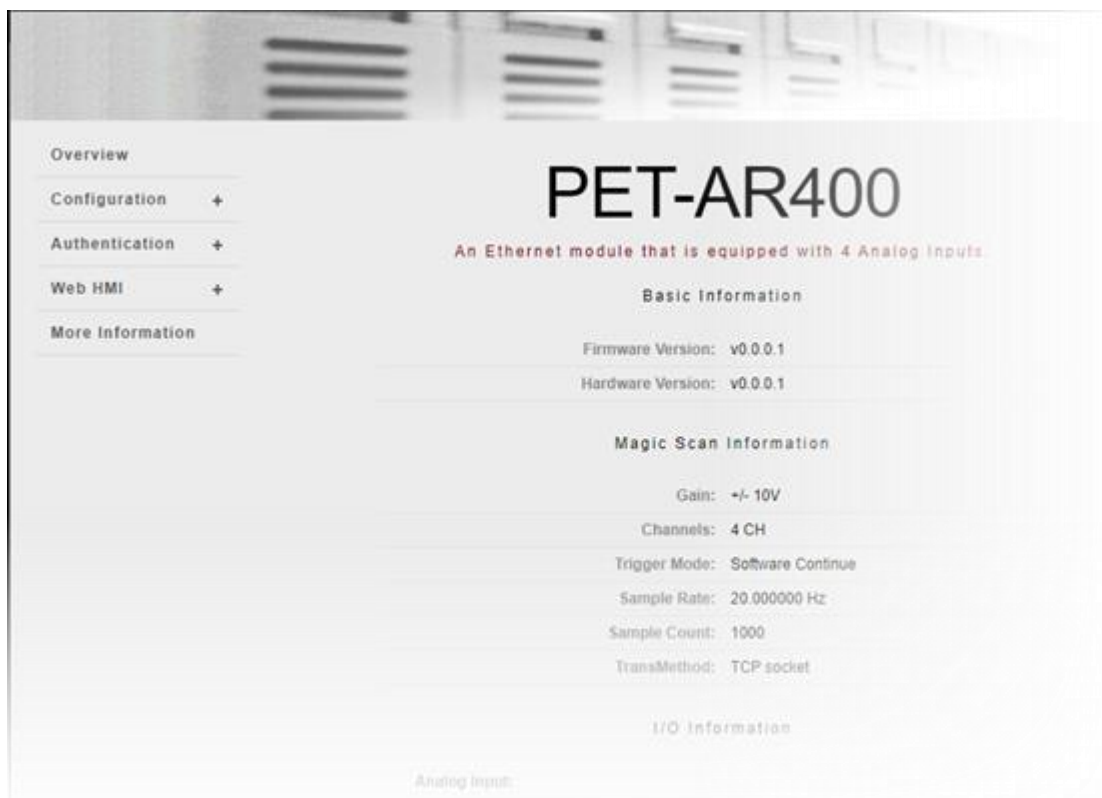 Overview
Configuration +
Authentication +
Web HMI +
More Information
PET-AR400
An Ethernet module that is equipped with 4 Analog Inputs.
Basic Information
Firmware Version: v0.0.0.1
Hardware Version: v0.0.0.1
Magic Scan Information
Gain: +/- 10V
Channels: 4 CH
Trigger Mode: Software Continue
Sample Rate: 20.000000 Hz
Sample Count: 1000
TransMethod: TCP socket
I/O Information
Analog Input: